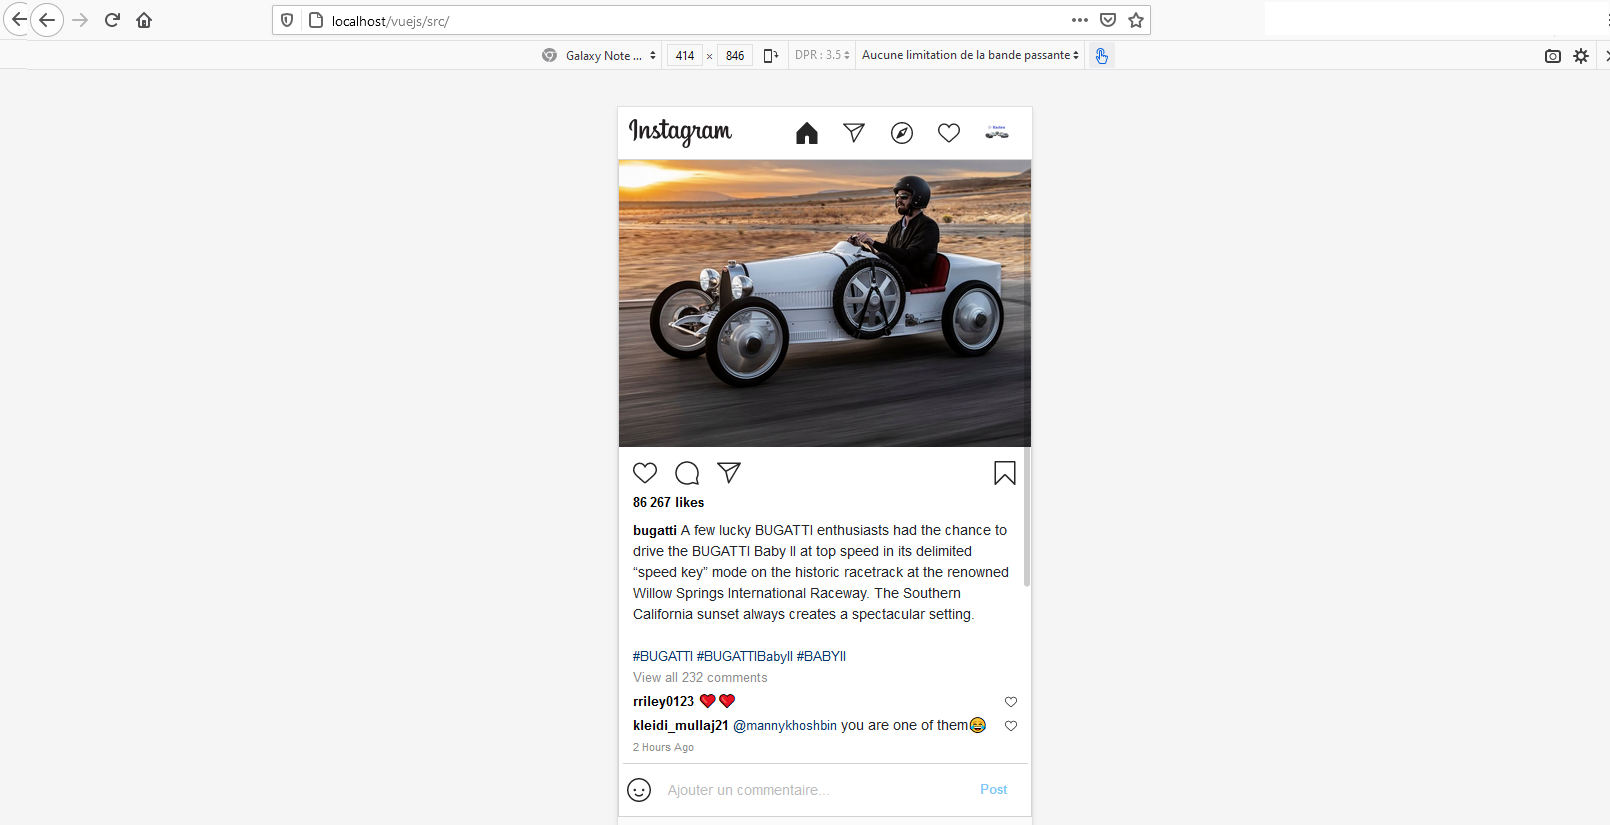 localhost/vuejs/src/
Galaxy Note ... 414 × 846 DPR : 3.5 Aucune limitation de la bande passante
Instagram
86 267 likes
bugatti A few lucky BUGATTI enthusiasts had the chance to
drive the BUGATTI Baby II at top speed in its delimited
“speed key” mode on the historic racetrack at the renowned
Willow Springs International Raceway. The Southern
California sunset always creates a spectacular setting.
#BUGATTI #BUGATTIBabyII #BABYII
View all 232 comments
rriley0123 ❤️❤️
kleidi_mullaj21 @mannykhoshbin you are one of them😂
2 Hours Ago
Ajouter un commentaire...
Post